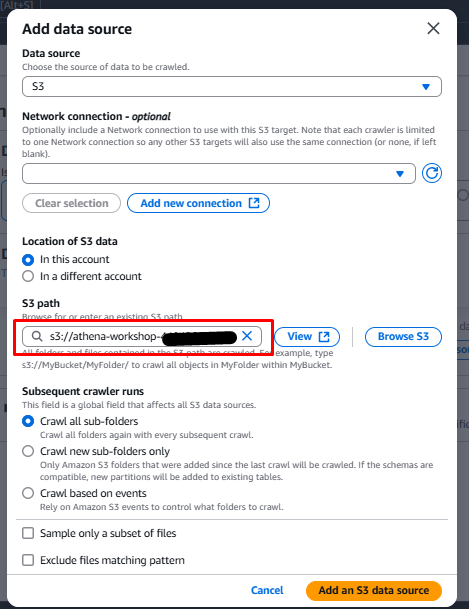 [Alt+S]
Add data source
Data source
Choose the source of data to be crawled.
S3
Network connection - optional
Optionally include a Network connection to use with this S3 target. Note that each crawler is limited
to one Network connection so any other S3 targets will also use the same connection (or none, if left
blank).
Clear selection
Add new connection
Location of S3 data
In this account
In a different account
S3 path
Browse for or enter an existing S3 path.
s3://athena-workshop-
View
Browse S3
All folders and files contained in the S3 path are crawled. For example, type
s3://MyBucket/MyFolder/ to crawl all objects in MyFolder within MyBucket.
Subsequent crawler runs
This field is a global field that affects all S3 data sources.
Crawl all sub-folders
Crawl all folders again with every subsequent crawl.
Crawl new sub-folders only
Only Amazon S3 folders that were added since the last crawl will be crawled. If the schemas are
compatible, new partitions will be added to existing tables.
Crawl based on events
Rely on Amazon S3 events to control what folders to crawl.
Sample only a subset of files
Exclude files matching pattern
Cancel
Add an S3 data source